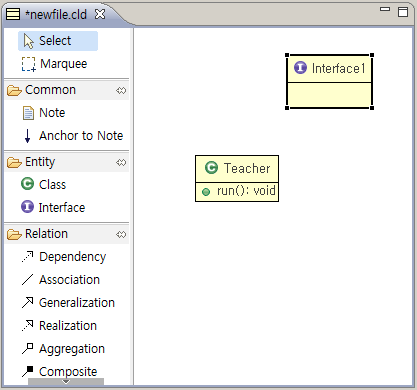 *newfile.cld
Select
Marquee
Common
Note
Anchor to Note
Entity
C Class
I Interface
Relation
Dependency
Association
Generalization
Realization
Aggregation
Composite
I Interface1
C Teacher
run(): void